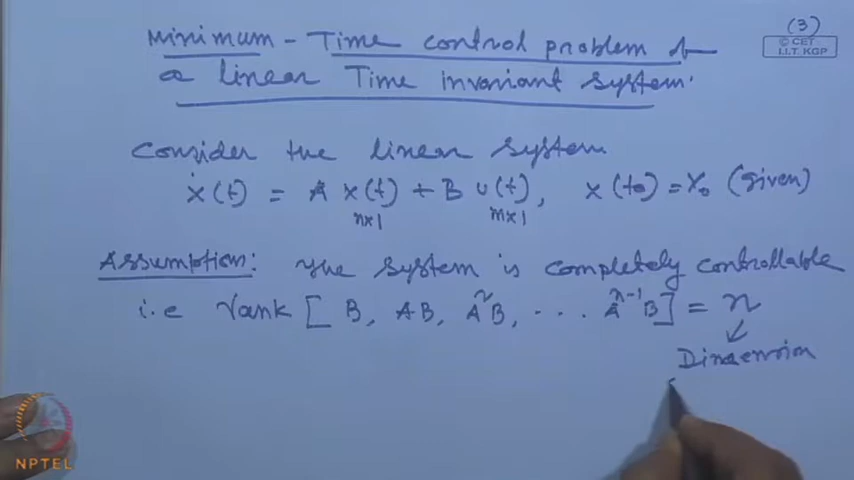 (3)
© CET
I.I.T. KGP
Minimum - Time control problem of
a linear Time invariant system.
Consider the linear system
ẋ(t) = A x(t) + B u(t), x(t₀) = x₀ (given)
n×1 m×1
Assumption: The system is completely controllable
i.e Rank [ B, AB, A²B, . . . Aⁿ⁻¹B ] = n
Dimension
NPTEL